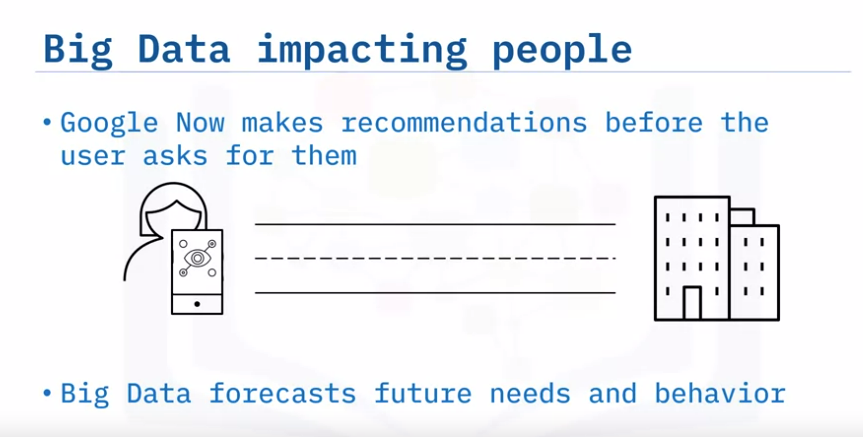 Big Data impacting people
• Google Now makes recommendations before the
user asks for them
• Big Data forecasts future needs and behavior